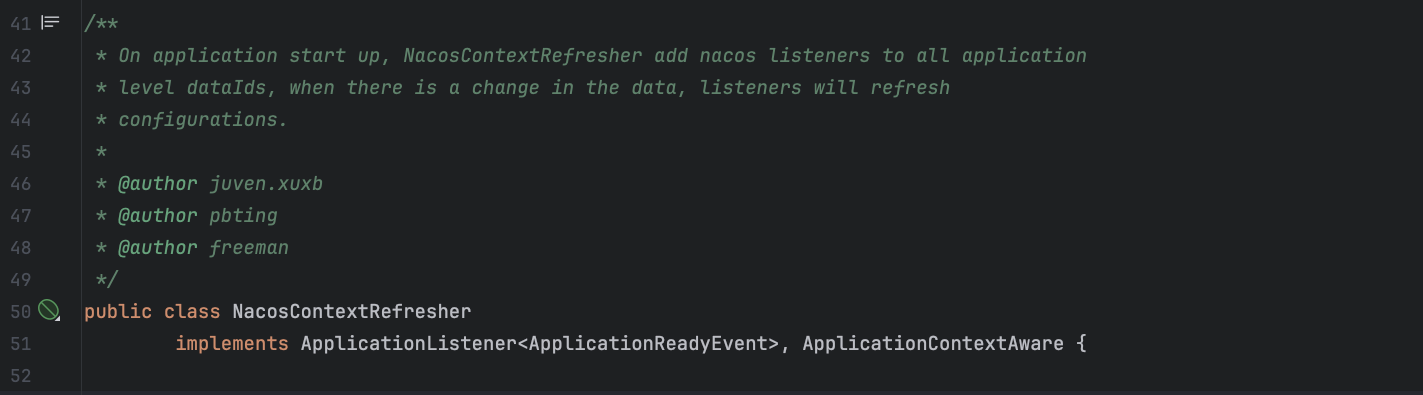 41 /**
42 * On application start up, NacosContextRefresher add nacos listeners to all application
43 * level dataIds, when there is a change in the data, listeners will refresh
44 * configurations.
45 *
46 * @author juven.xuxb
47 * @author pbting
48 * @author freeman
49 */
50 public class NacosContextRefresher
51 implements ApplicationListener<ApplicationReadyEvent>, ApplicationContextAware {
52